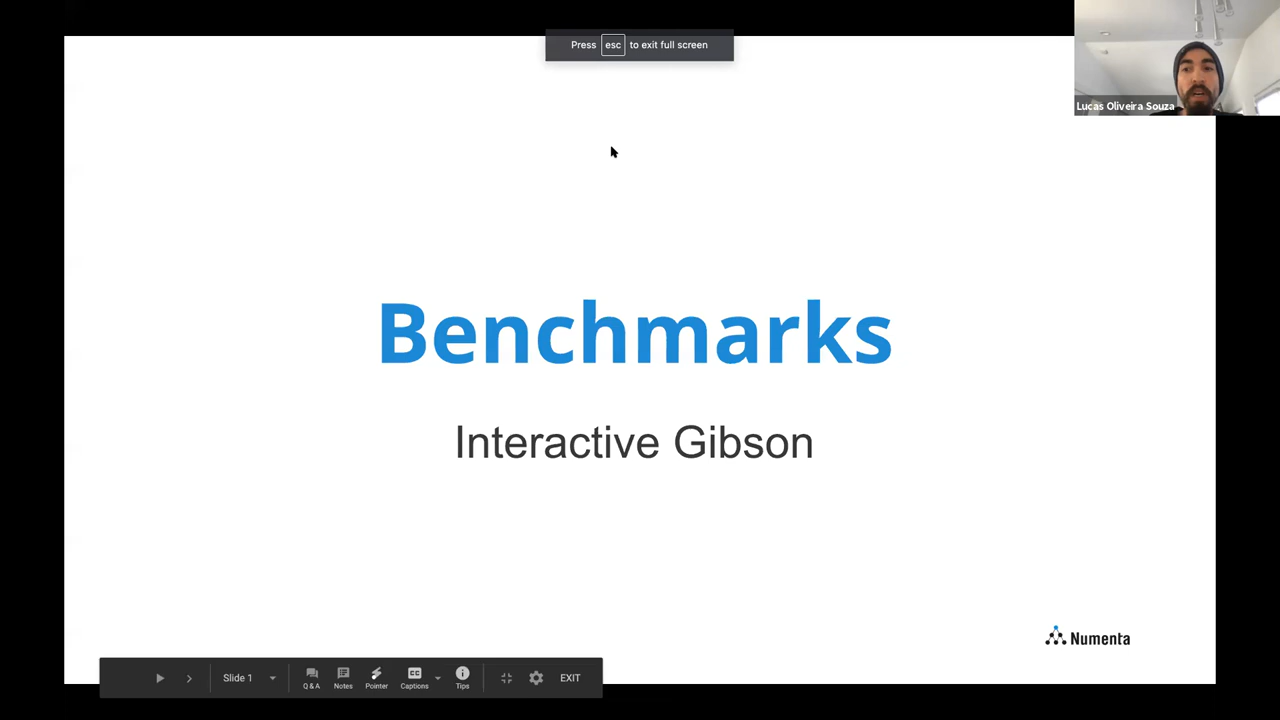 Press esc to exit full screen
Lucas Oliveira Souza
Benchmarks
Interactive Gibson
Numenta
Slide 1
Q & A
Notes
Pointer
CC
Captions
Tips
EXIT